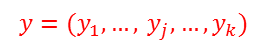 y = (y₁, … , yⱼ , … , yₖ)